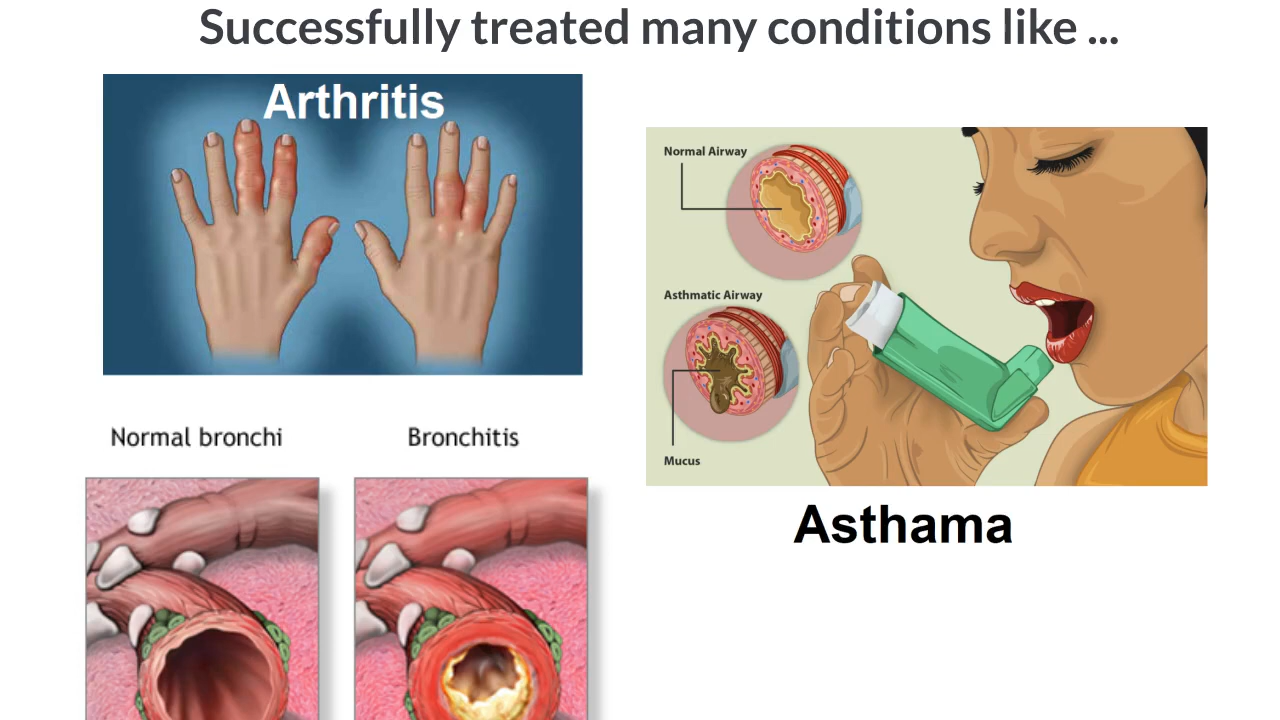 Successfully treated many conditions like ...
Arthritis
Normal Airway
Asthmatic Airway
Mucus
Asthama
Normal bronchi
Bronchitis